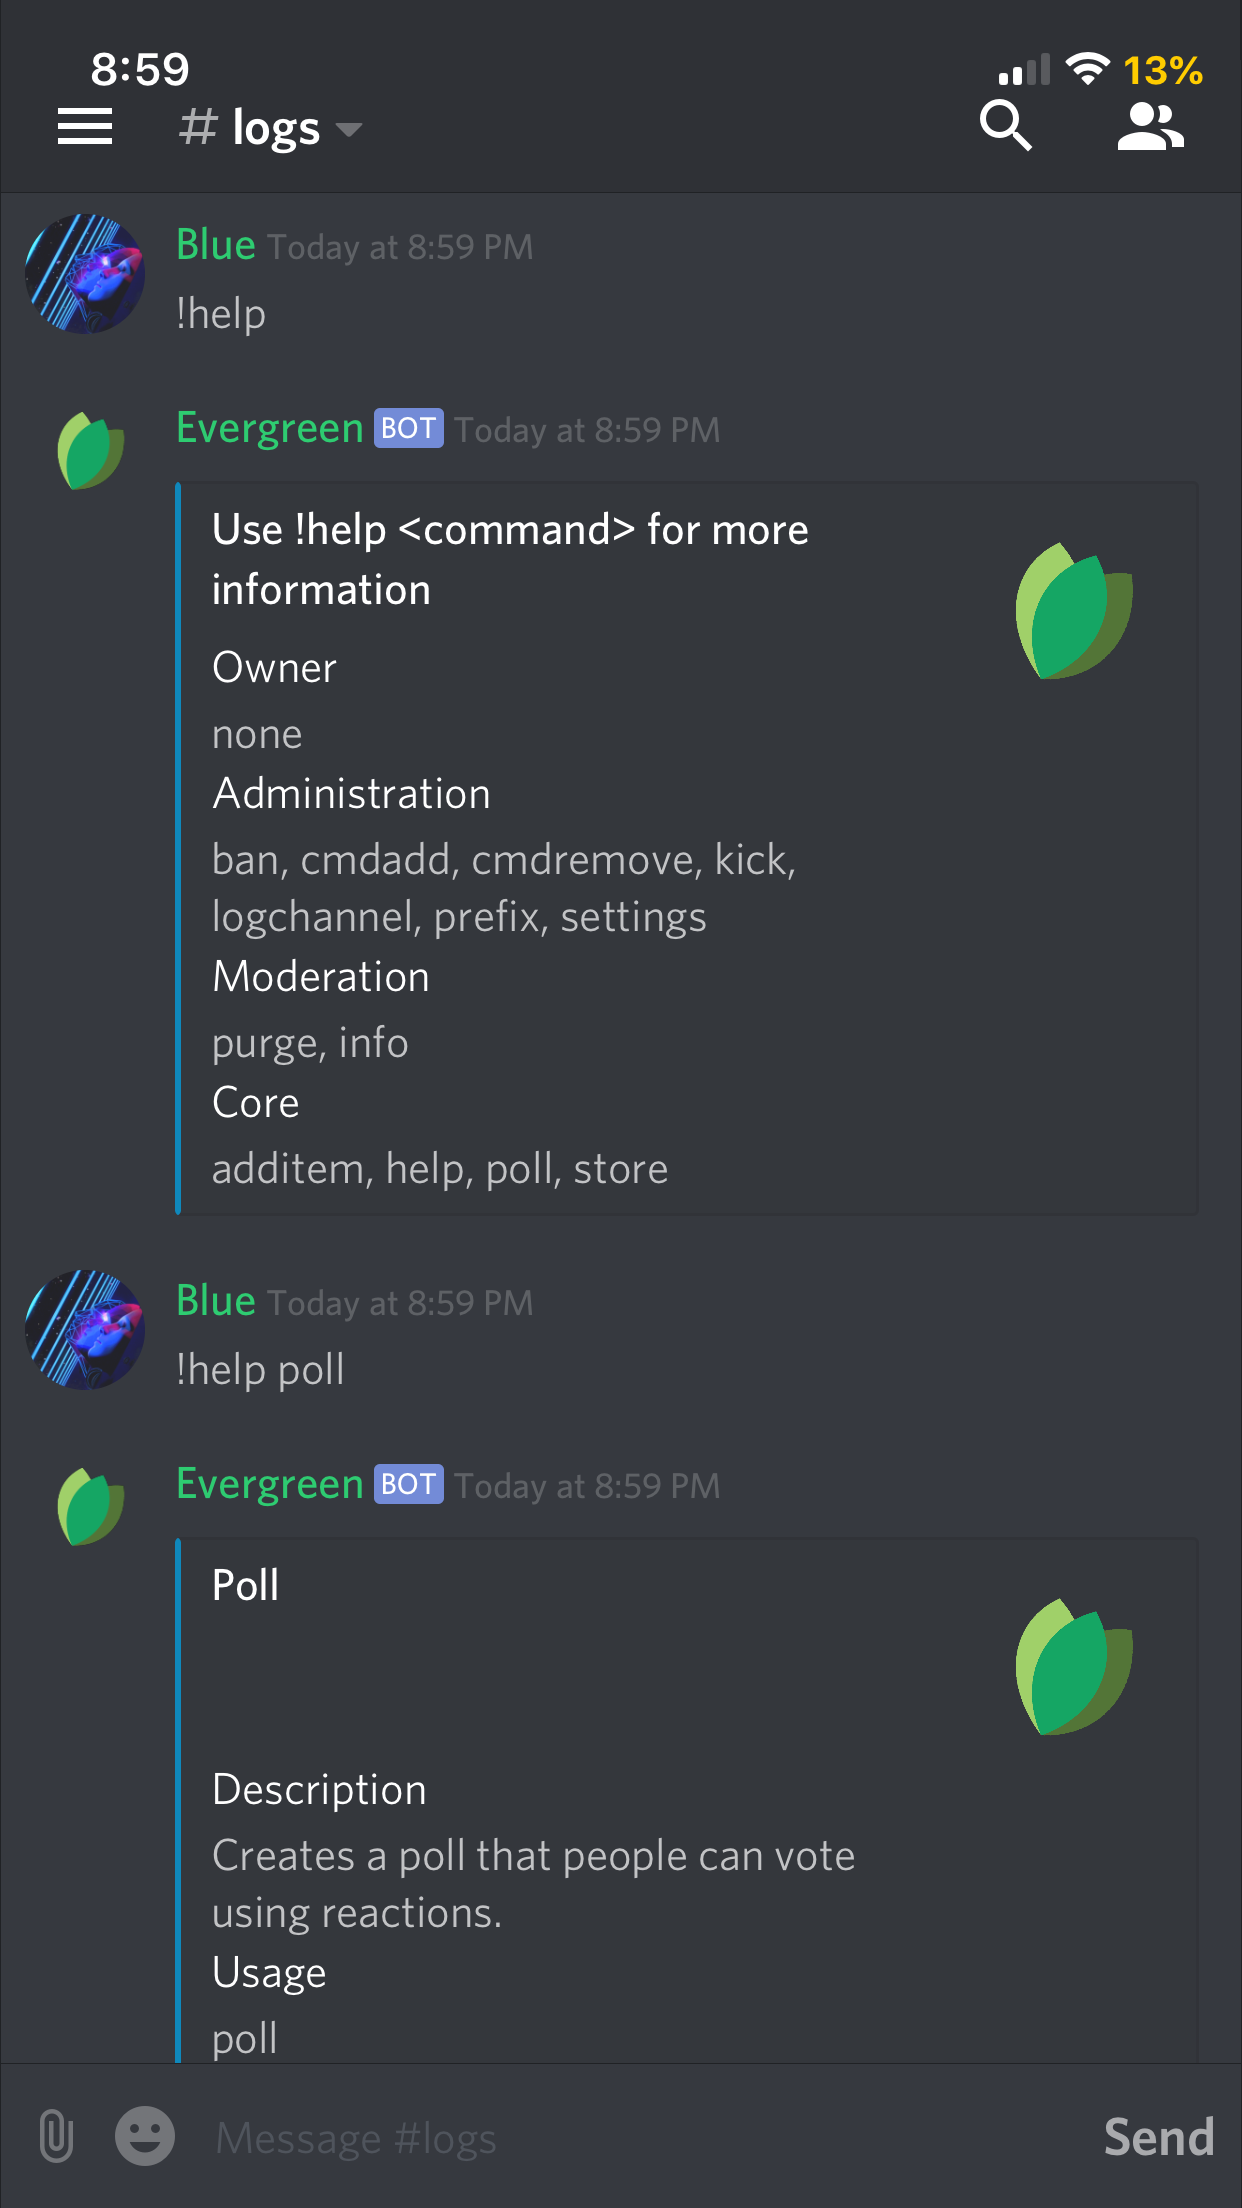 8:59
13%
# logs
Blue Today at 8:59 PM
!help
Evergreen BOT Today at 8:59 PM
Use !help <command> for more
information
Owner
none
Administration
ban, cmdadd, cmdremove, kick,
logchannel, prefix, settings
Moderation
purge, info
Core
additem, help, poll, store
Blue Today at 8:59 PM
!help poll
Evergreen BOT Today at 8:59 PM
Poll
Description
Creates a poll that people can vote
using reactions.
Usage
poll
Message #logs
Send